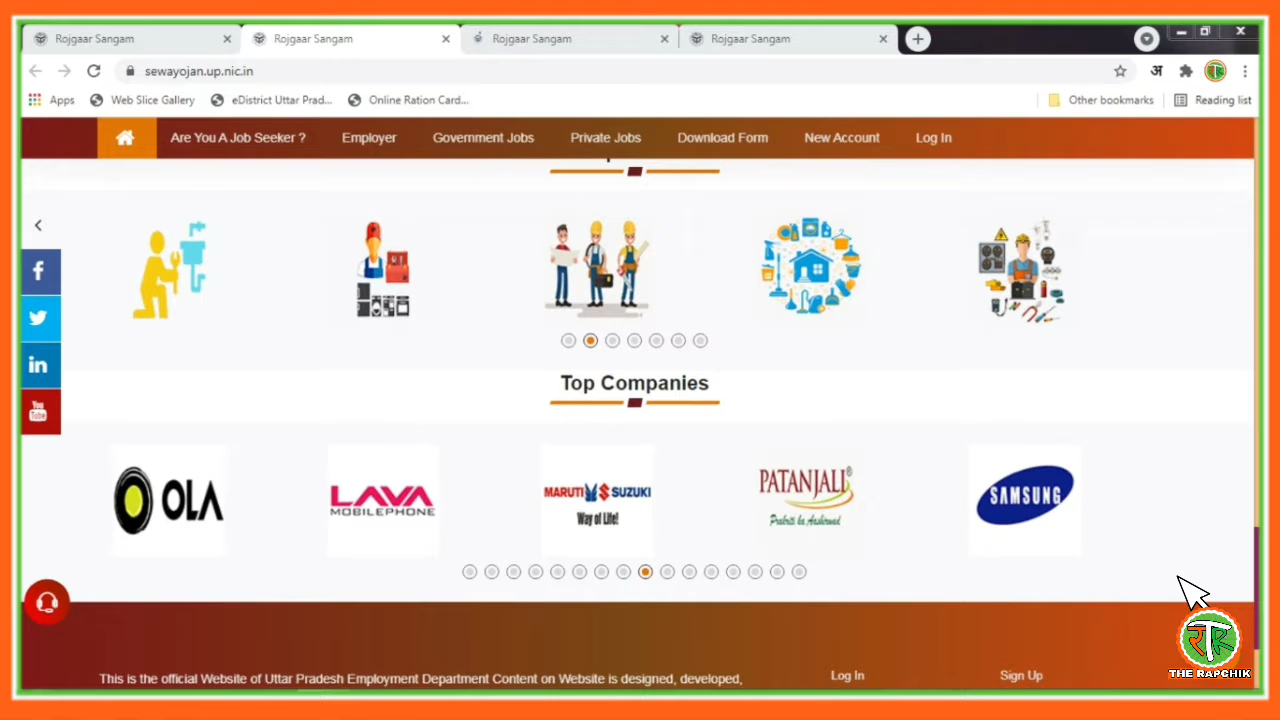 Rojgaar Sangam
Rojgaar Sangam
Rojgaar Sangam
Rojgaar Sangam
sewayojan.up.nic.in
अ
Apps
Web Slice Gallery
eDistrict Uttar Prad...
Online Ration Card...
Other bookmarks
Reading list
Are You A Job Seeker ?
Employer
Government Jobs
Private Jobs
Download Form
New Account
Log In
You
Tube
Top Companies
OLA
LAVA
MOBILEPHONE
MARUTI SUZUKI
Way of Life!
PATANJALI®
Prakriti ka Aashirwad
SAMSUNG
This is the official Website of Uttar Pradesh Employment Department Content on Website is designed, developed,
Log In
Sign Up
THE RAPCHIK